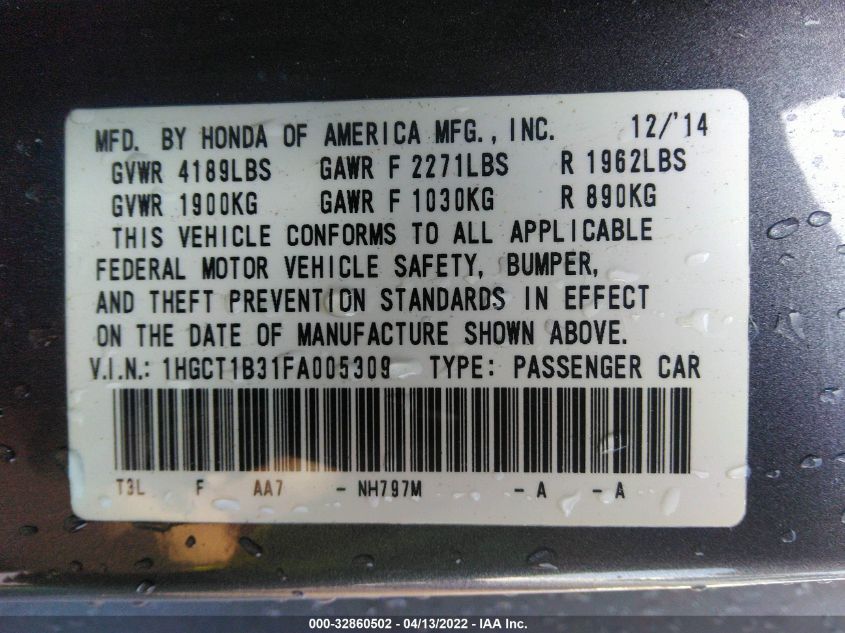 MFD. BY HONDA OF AMERICA MFG., INC. 12/'14
GVWR 4189LBS GAWR F 2271LBS R 1962LBS
GVWR 1900KG GAWR F 1030KG R 890KG
THIS VEHICLE CONFORMS TO ALL APPLICABLE
FEDERAL MOTOR VEHICLE SAFETY, BUMPER,
AND THEFT PREVENTION STANDARDS IN EFFECT
ON THE DATE OF MANUFACTURE SHOWN ABOVE.
V.I.N.: 1HGCT1B31FA005309 TYPE: PASSENGER CAR
T3L F AA7 - NH797M - A - A
000-32860502 - 04/13/2022 - IAA Inc.